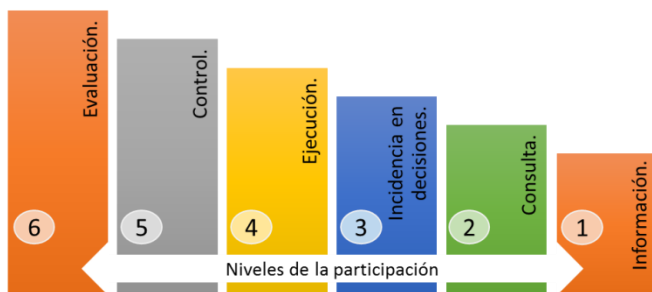 Evaluación.
6
Control.
5
Ejecución.
4
Incidencia en
decisiones.
3
Consulta.
2
Información.
1
Niveles de la participación